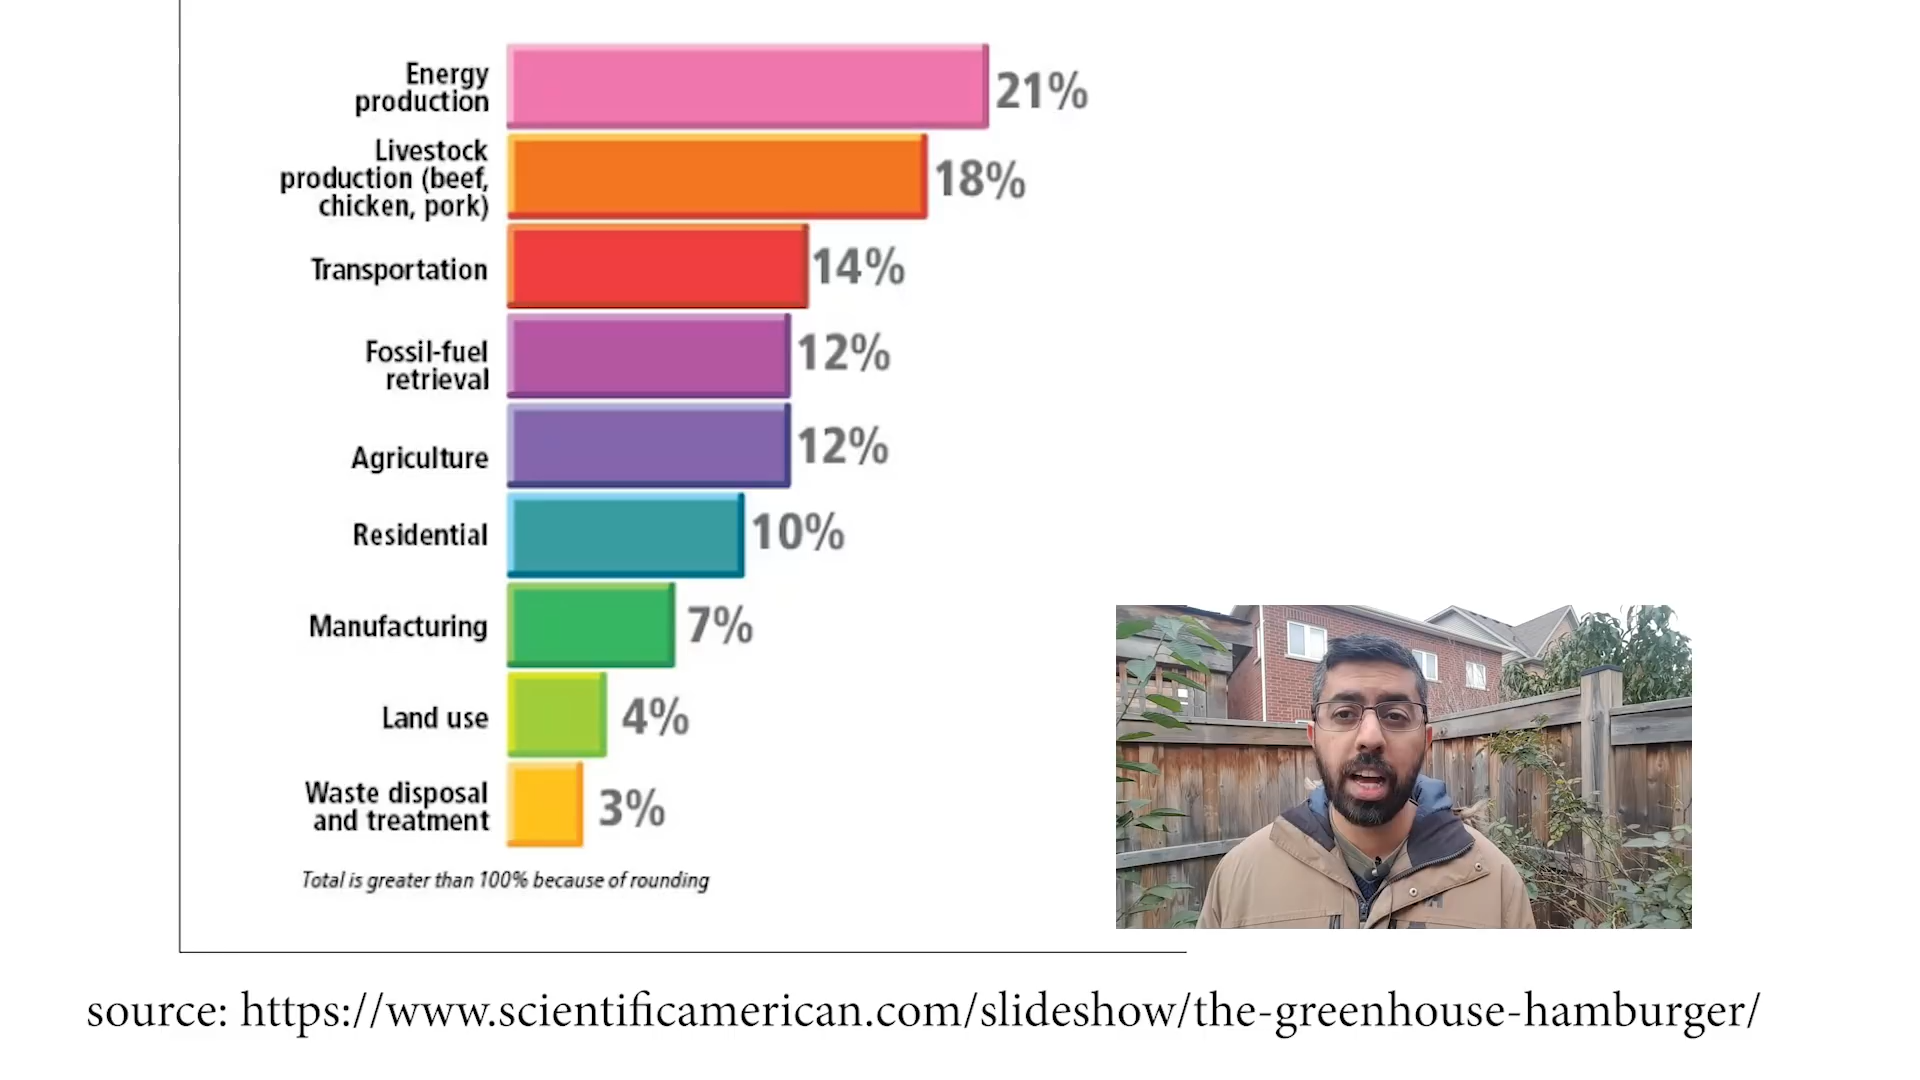 Energy
production
21%
Livestock
production (beef,
chicken, pork)
18%
Transportation
14%
Fossil-fuel
retrieval
12%
Agriculture
12%
Residential
10%
Manufacturing
7%
Land use
4%
Waste disposal
and treatment
3%
Total is greater than 100% because of rounding
source: https://www.scientificamerican.com/slideshow/the-greenhouse-hamburger/